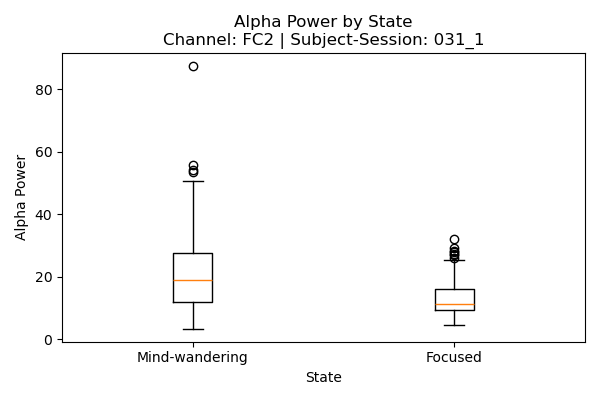 Alpha Power by State
Channel: FC2 | Subject-Session: 031_1
Alpha Power
80
60
40
20
0
Mind-wandering
Focused
State